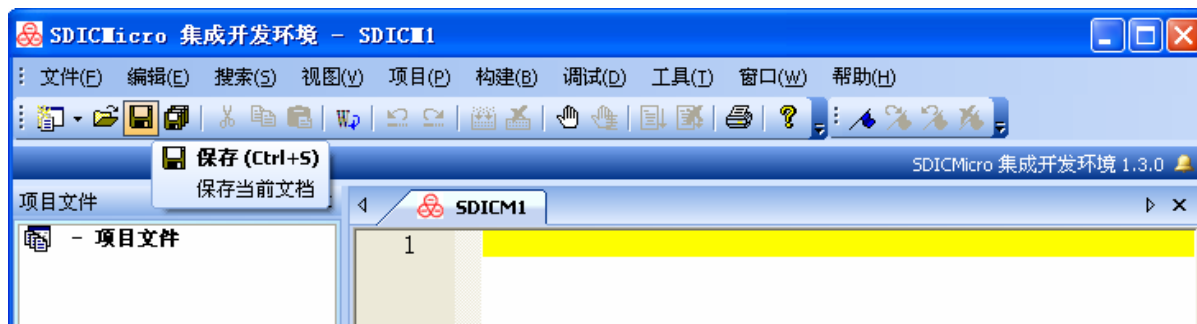 SDICMicro 集成开发环境 - SDICM1
文件(F) 编辑(E) 搜索(S) 视图(V) 项目(P) 构建(B) 调试(D) 工具(T) 窗口(W) 帮助(H)
保存 (Ctrl+S)
保存当前文档
SDICMicro 集成开发环境 1.3.0
项目文件
SDICM1
- 项目文件
1